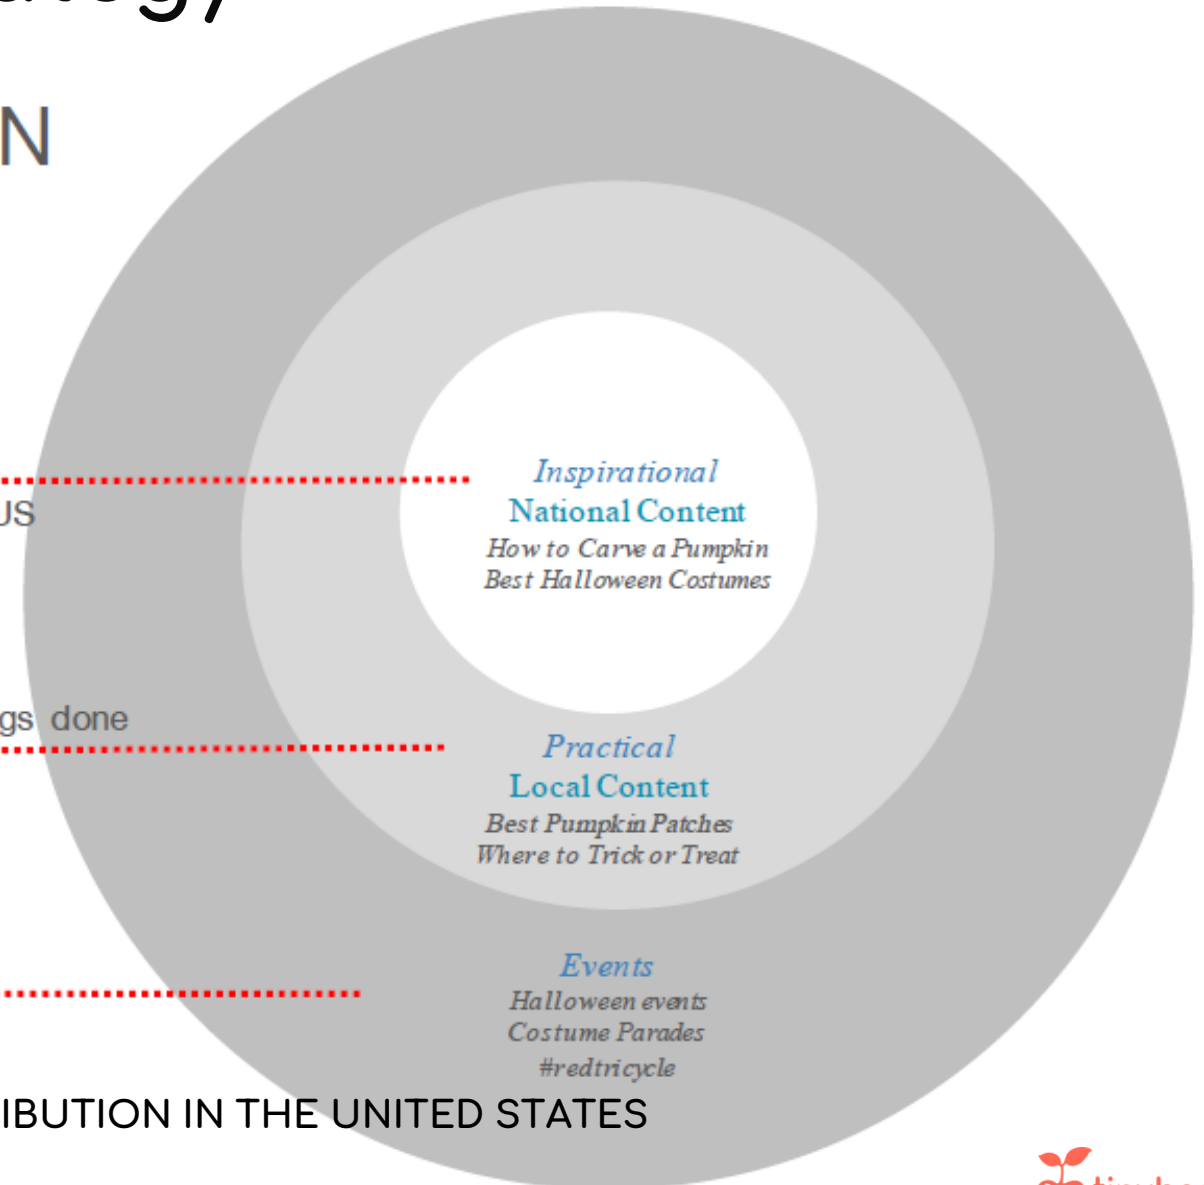 N
US
Inspirational
National Content
How to Carve a Pumpkin
Best Halloween Costumes
gs done
Practical
Local Content
Best Pumpkin Patches
Where to Trick or Treat
Events
Halloween events
Costume Parades
#redtricycle
IBUTION IN THE UNITED STATES